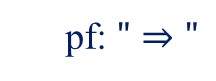 pf: " ⇒ "